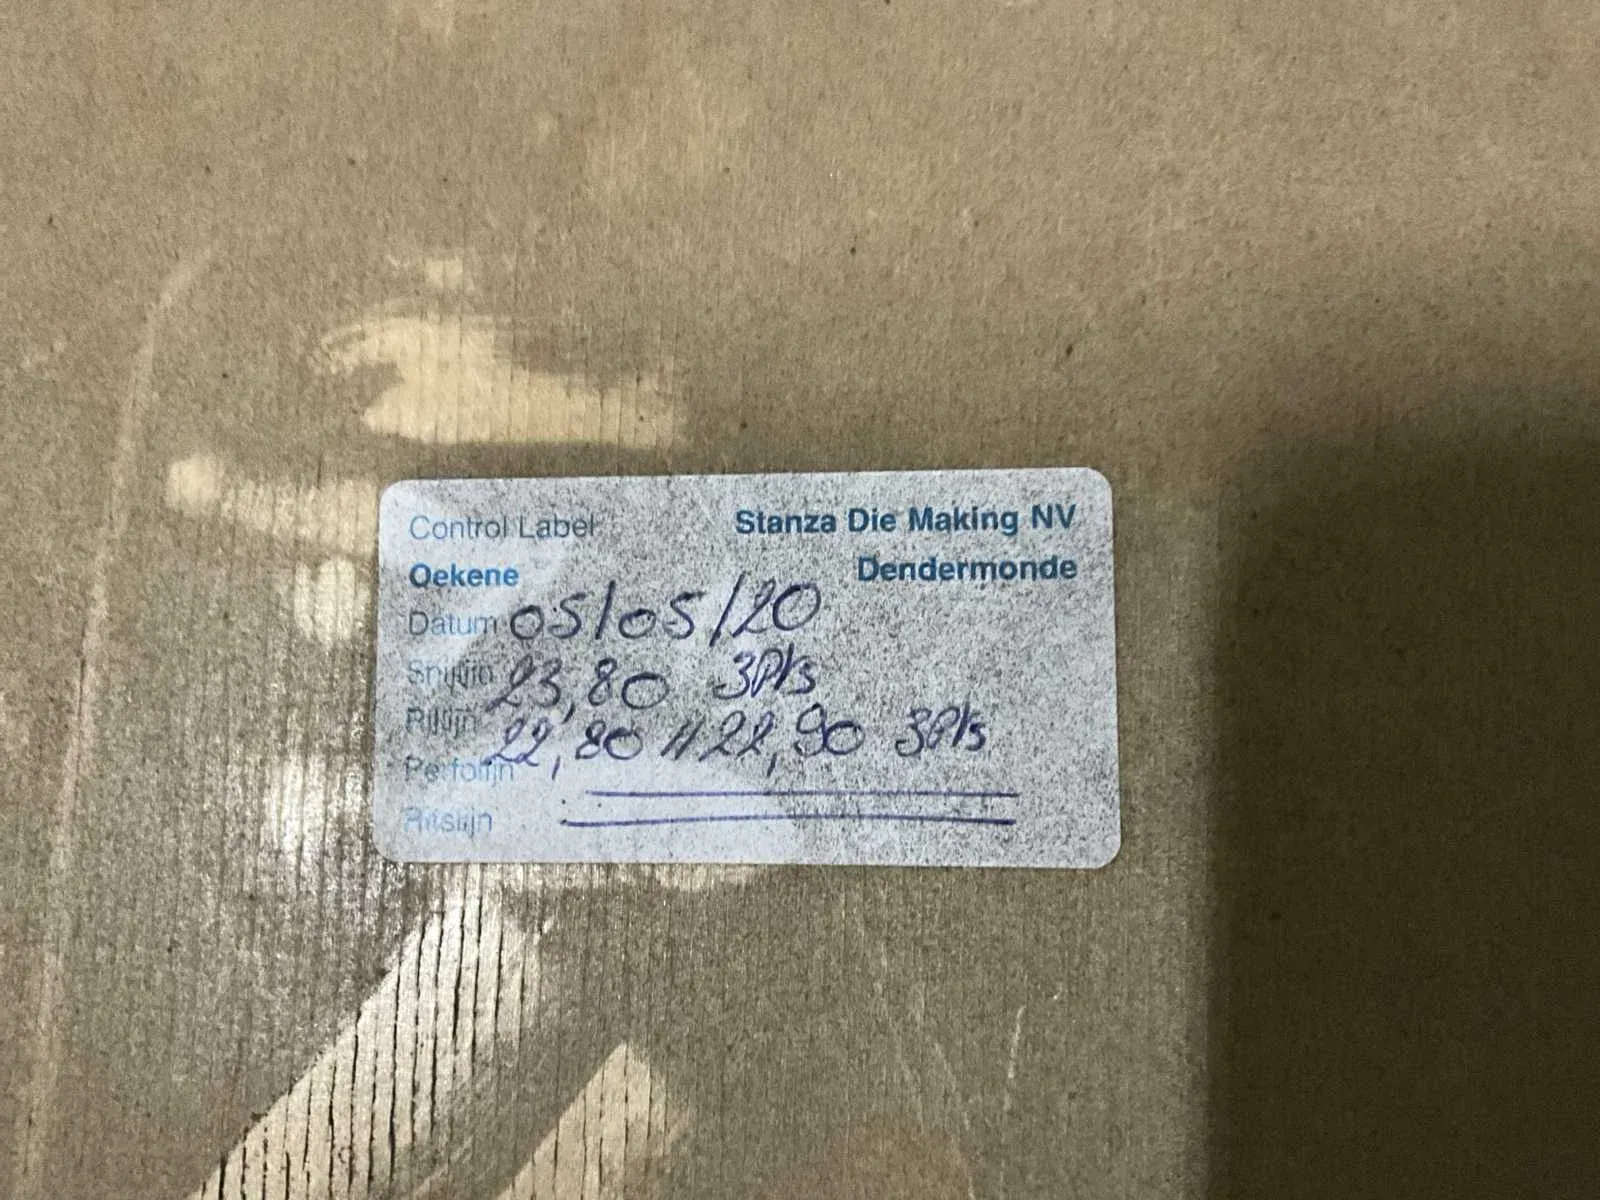 Control Label Stanza Die Making NV
Oekene Dendermonde
Datum 05/05/20
Snijlijn 23,80 3Pts
Rillijn 22,80 // 22,90 3Pts
Perfolijn
Ritslijn